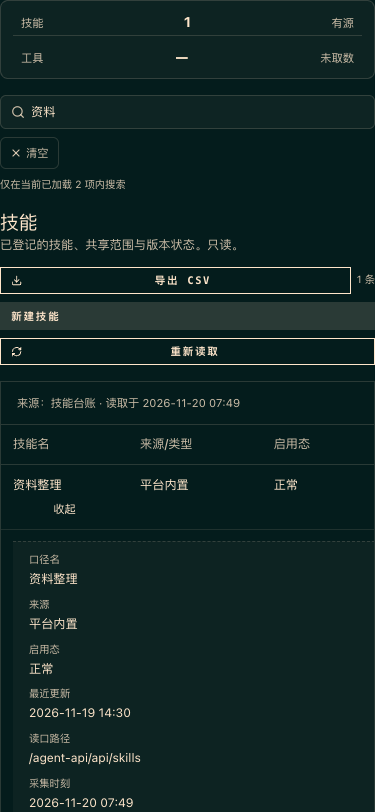 技能 1 有源
工具 — 未取数
资料
清空
仅在当前已加载 2 项内搜索
技能
已登记的技能、共享范围与版本状态。只读。
导出 CSV 1 条
新建技能
重新读取
来源：技能台账 · 读取于 2026-11-20 07:49
技能名 来源/类型 启用态
资料整理 平台内置 正常
收起
口径名
资料整理
来源
平台内置
启用态
正常
最近更新
2026-11-19 14:30
读口路径
/agent-api/api/skills
采集时刻
2026-11-20 07:49